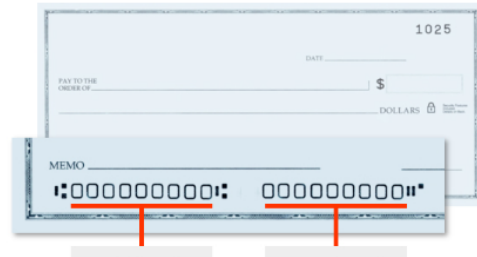 1025
DATE
PAY TO THE
ORDER OF
$
DOLLARS
MEMO
⑆000000000⑆ 000000000⑈